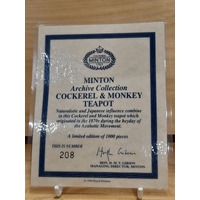 MINTON
MINTON
Archive Collection
COCKEREL & MONKEY
TEAPOT
Naturalistic and Japanese influence combine
in this Cockerel and Monkey teapot which
originated in the 1870s during the heyday of
the Aesthetic Movement.
A limited edition of 1000 pieces
THIS IS NUMBER
208
MANAGING DIRECTOR, MINTON